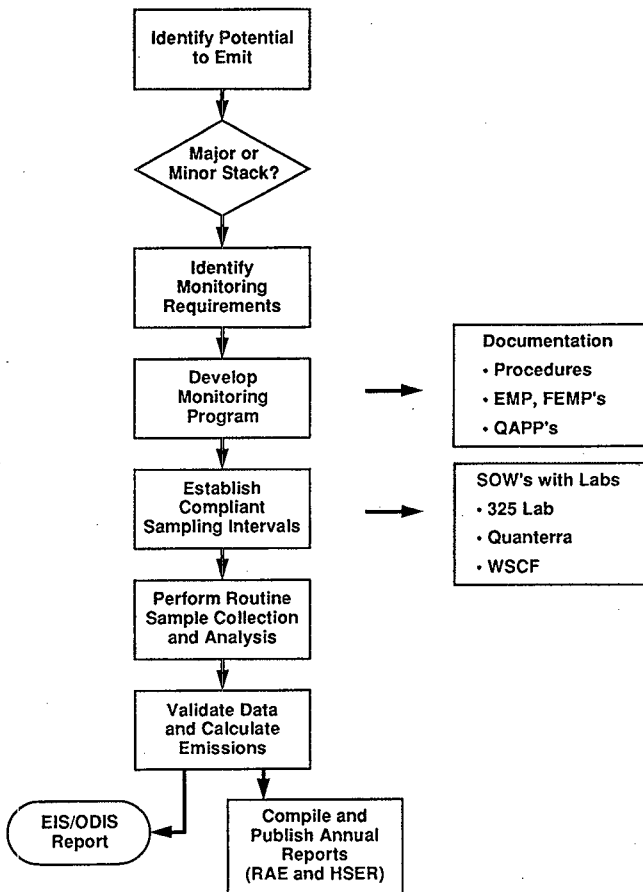 Identify Potential
to Emit
Major or
Minor Stack?
Identify
Monitoring
Requirements
Develop
Monitoring
Program
Documentation
• Procedures
• EMP, FEMP's
• QAPP's
Establish
Compliant
Sampling Intervals
SOW's with Labs
• 325 Lab
• Quanterra
• WSCF
Perform Routine
Sample Collection
and Analysis
Validate Data
and Calculate
Emissions
EIS/ODIS
Report
Compile and
Publish Annual
Reports
(RAE and HSER)